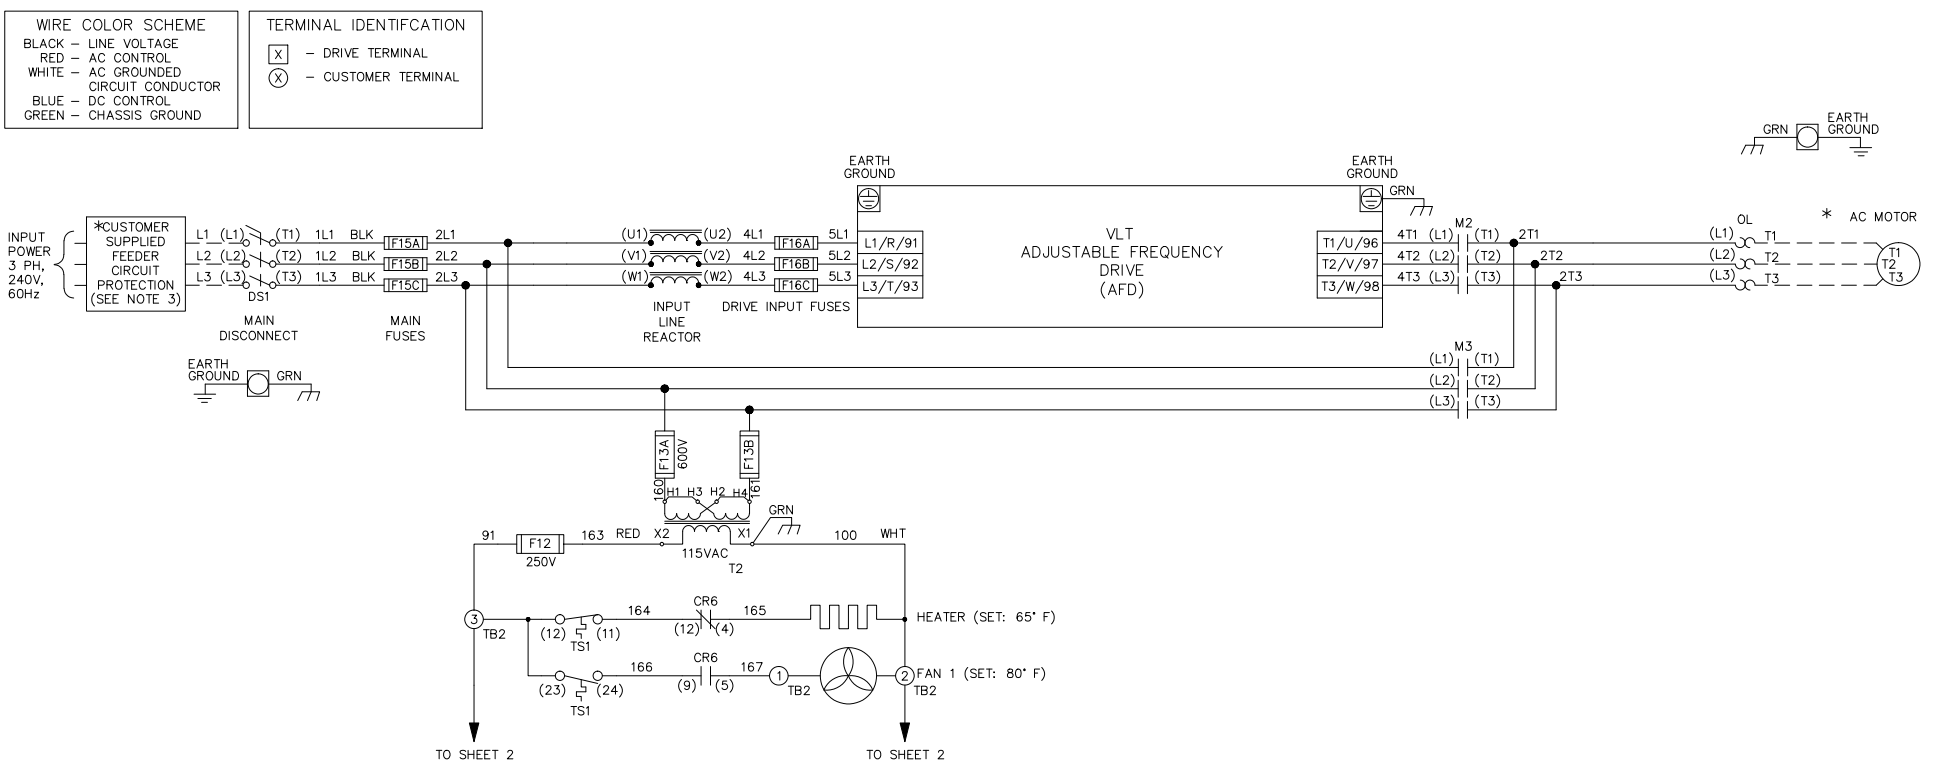 WIRE COLOR SCHEME
BLACK – LINE VOLTAGE
RED – AC CONTROL
WHITE – AC GROUNDED
CIRCUIT CONDUCTOR
BLUE – DC CONTROL
GREEN – CHASSIS GROUND
TERMINAL IDENTIFCATION
X – DRIVE TERMINAL
X – CUSTOMER TERMINAL
GRN
EARTH
GROUND
EARTH
GROUND
EARTH
GROUND
GRN
INPUT
POWER
3 PH,
240V,
60Hz
*CUSTOMER
SUPPLIED
FEEDER
CIRCUIT
PROTECTION
(SEE NOTE 3)
L1 (L1) (T1) 1L1 BLK F15A 2L1 (U1) (U2) 4L1 F16A 5L1 L1/R/91
L2 (L2) (T2) 1L2 BLK F15B 2L2 (V1) (V2) 4L2 F16B 5L2 L2/S/92
L3 (L3) (T3) 1L3 BLK F15C 2L3 (W1) (W2) 4L3 F16C 5L3 L3/T/93
DS1
MAIN
DISCONNECT
MAIN
FUSES
INPUT
LINE
REACTOR
DRIVE INPUT FUSES
VLT
ADJUSTABLE FREQUENCY
DRIVE
(AFD)
M2
T1/U/96 4T1 (L1) (T1) 2T1
T2/V/97 4T2 (L2) (T2) 2T2
T3/W/98 4T3 (L3) (T3) 2T3
OL
(L1) T1
(L2) T2
(L3) T3
* AC MOTOR
T1
T2
T3
EARTH
GROUND
GRN
M3
(L1) (T1)
(L2) (T2)
(L3) (T3)
F13A
600V
F13B
160
161
H1 H3 H2 H4
GRN
91 F12 163 RED X2 X1 100 WHT
250V
115VAC
T2
3
TB2
(12) (11) 164 CR6 165 HEATER (SET: 65° F)
TS1
(12) (4)
(23) (24) 166 CR6 167 1 2 FAN 1 (SET: 80° F)
TS1
(9) (5)
TB2
TB2
TO SHEET 2
TO SHEET 2